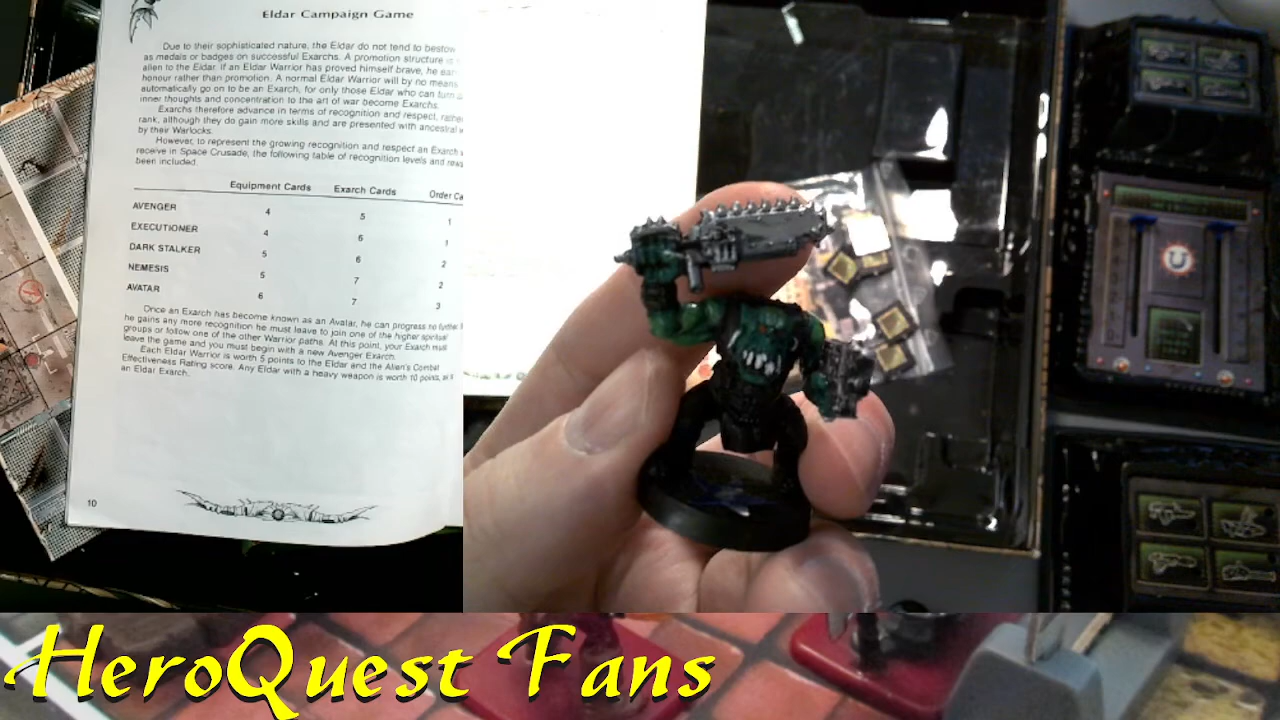 Eldar Campaign Game
Due to their sophisticated nature, the Eldar do not tend to bestow
as medals or badges on successful Exarchs. A promotion structure is
alien to the Eldar. If an Eldar Warrior has proved himself brave, he
honour rather than promotion. A normal Eldar Warrior will by no means
automatically go on to be an Exarch, for only those Eldar who can turn
inner thoughts and concentration to the art of war become Exarchs.
Exarchs therefore advance in terms of recognition and respect, rather
rank, although they do gain more skills and are presented with ancestral
by their Warlocks.
However, to represent the growing recognition and respect an Exarch
receive in Space Crusade, the following table of recognition levels and
been included.
Equipment Cards Exarch Cards Order Ca
AVENGER 4 5 1
EXECUTIONER 4 6 1
DARK STALKER 5 6 2
NEMESIS 5 7 2
AVATAR 6 7 3
Once an Exarch has become known as an Avatar, he can progress no further
he gains any more recognition he must leave to join one of the higher spiritual
groups or follow one of the other Warrior paths. At this point, your Exarch must
leave the game and you must begin with a new Avenger Exarch.
Each Eldar Warrior is worth 5 points to the Eldar and the Alien's Combat
Effectiveness Rating score. Any Eldar with a heavy weapon is worth 10 points, as
an Eldar Exarch.
10
HeroQuest Fans